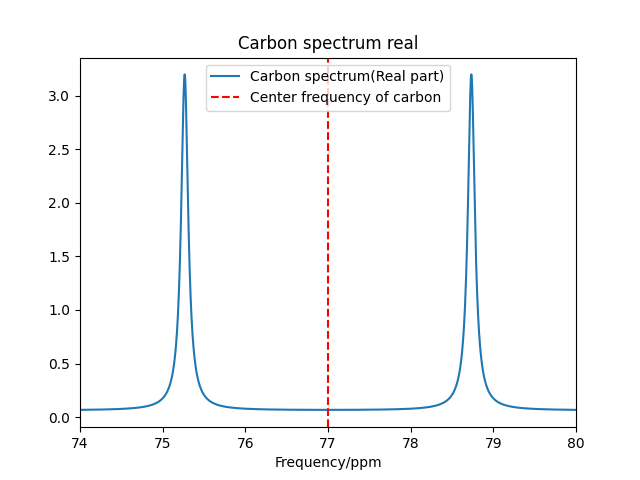 Carbon spectrum real
Carbon spectrum(Real part)
Center frequency of carbon
3.0
2.5
2.0
1.5
1.0
0.5
0.0
74 75 76 77 78 79 80
Frequency/ppm